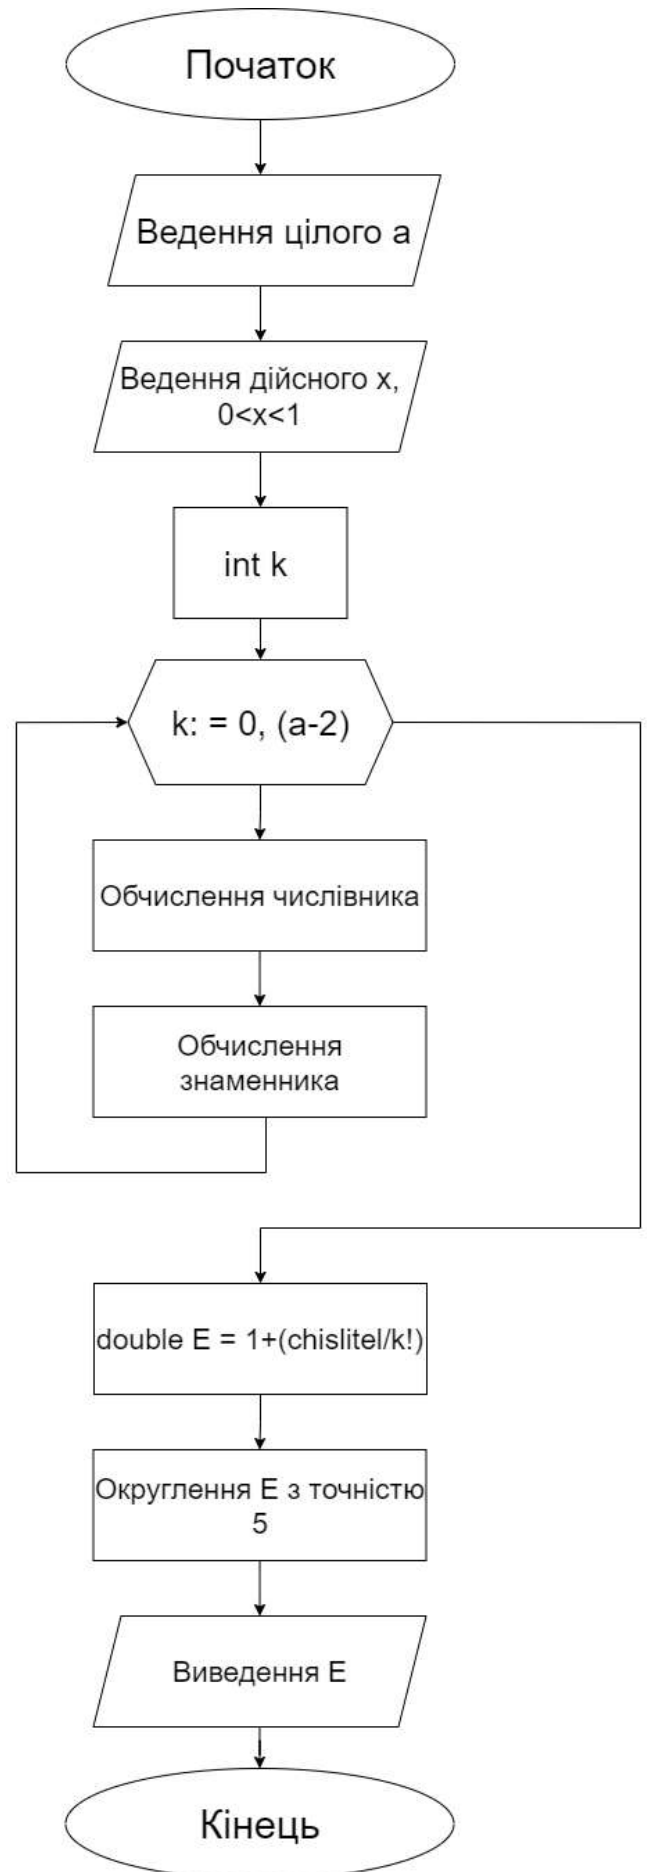 Початок
Ведення цілого а
Ведення дійсного х,
0<x<1
int k
k: = 0, (a-2)
Обчислення числівника
Обчислення
знаменника
double E = 1+(chislitel/k!)
Округлення Е з точністю
5
Виведення Е
Кінець